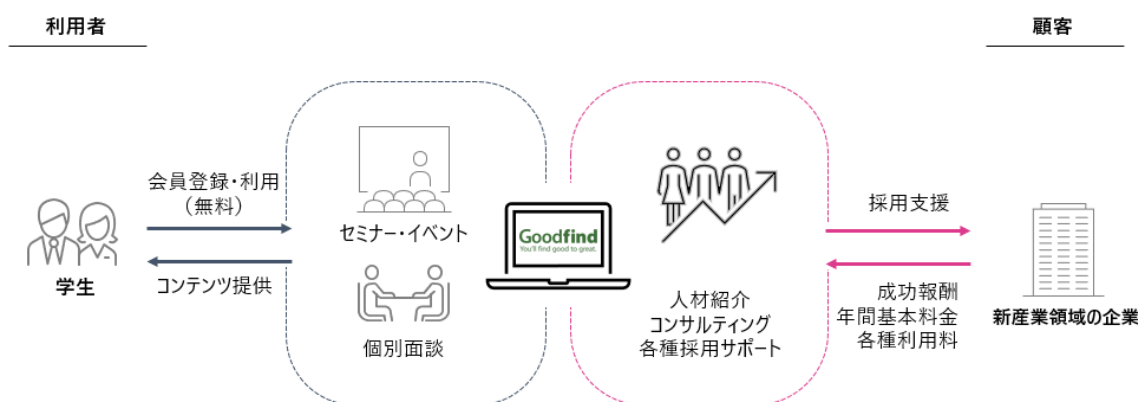 利用者
顧客
会員登録・利用
(無料)
コンテンツ提供
学生
セミナー・イベント
個別面談
Goodfind
You'll find good to great.
人材紹介
コンサルティング
各種採用サポート
採用支援
成功報酬
年間基本料金
各種利用料
新産業領域の企業